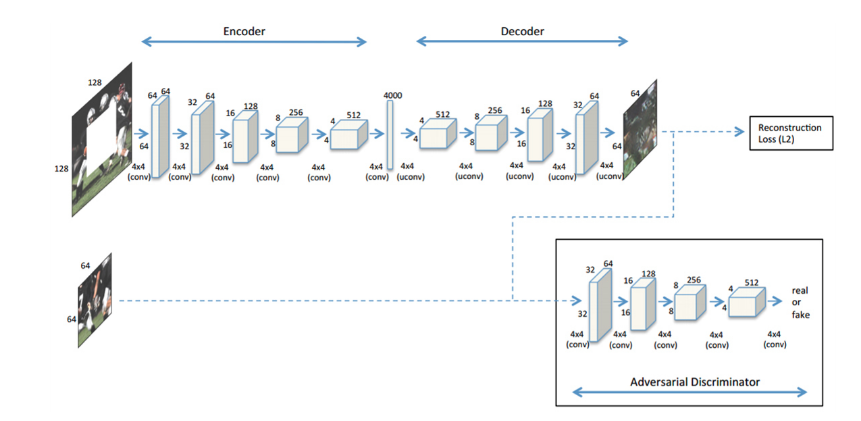 Encoder
Decoder
128
128
64 64
64
4x4
(conv)
32 64
32
4x4
(conv)
16 128
16
4x4
(conv)
8 256
8
4x4
(conv)
4 512
4
4x4
(conv)
4000
4x4
(conv)
4 512
4
4x4
(uconv)
8 256
8
4x4
(uconv)
16 128
16
4x4
(uconv)
32 64
32
4x4
(uconv)
64
64
4x4
(uconv)
Reconstruction
Loss (L2)
64
64
32 64
32
4x4
(conv)
16 128
16
4x4
(conv)
8 256
8
4x4
(conv)
4 512
4
4x4
(conv)
4x4
(conv)
real
or
fake
Adversarial Discriminator